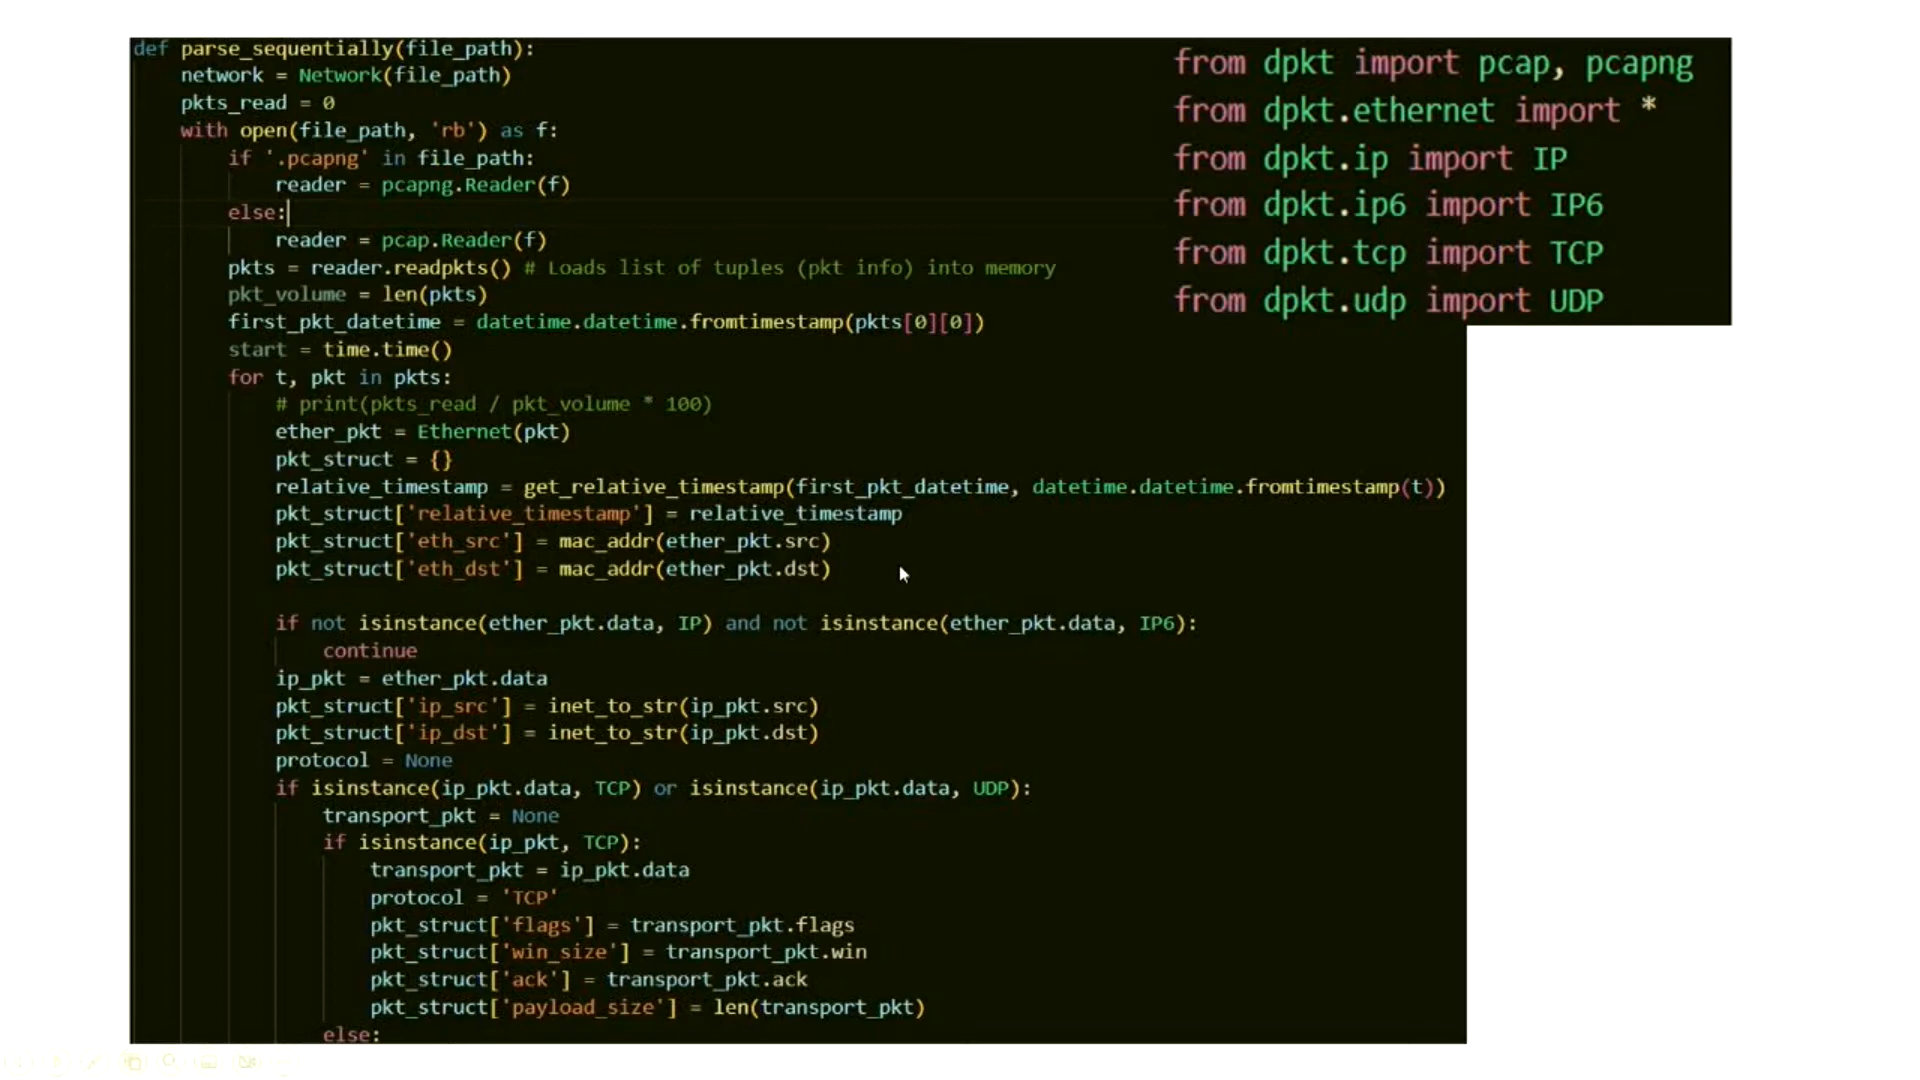 def parse_sequentially(file_path):
network = Network(file_path)
pkts_read = 0
with open(file_path, 'rb') as f:
if '.pcapng' in file_path:
reader = pcapng.Reader(f)
else:
reader = pcap.Reader(f)
pkts = reader.readpkts() # Loads list of tuples (pkt info) into memory
pkt_volume = len(pkts)
first_pkt_datetime = datetime.datetime.fromtimestamp(pkts[0][0])
start = time.time()
for t, pkt in pkts:
# print(pkts_read / pkt_volume * 100)
ether_pkt = Ethernet(pkt)
pkt_struct = {}
relative_timestamp = get_relative_timestamp(first_pkt_datetime, datetime.datetime.fromtimestamp(t))
pkt_struct['relative_timestamp'] = relative_timestamp
pkt_struct['eth_src'] = mac_addr(ether_pkt.src)
pkt_struct['eth_dst'] = mac_addr(ether_pkt.dst)
if not isinstance(ether_pkt.data, IP) and not isinstance(ether_pkt.data, IP6):
continue
ip_pkt = ether_pkt.data
pkt_struct['ip_src'] = inet_to_str(ip_pkt.src)
pkt_struct['ip_dst'] = inet_to_str(ip_pkt.dst)
protocol = None
if isinstance(ip_pkt.data, TCP) or isinstance(ip_pkt.data, UDP):
transport_pkt = None
if isinstance(ip_pkt, TCP):
transport_pkt = ip_pkt.data
protocol = 'TCP'
pkt_struct['flags'] = transport_pkt.flags
pkt_struct['win_size'] = transport_pkt.win
pkt_struct['ack'] = transport_pkt.ack
pkt_struct['payload_size'] = len(transport_pkt)
else:
from dpkt import pcap, pcapng
from dpkt.ethernet import *
from dpkt.ip import IP
from dpkt.ip6 import IP6
from dpkt.tcp import TCP
from dpkt.udp import UDP